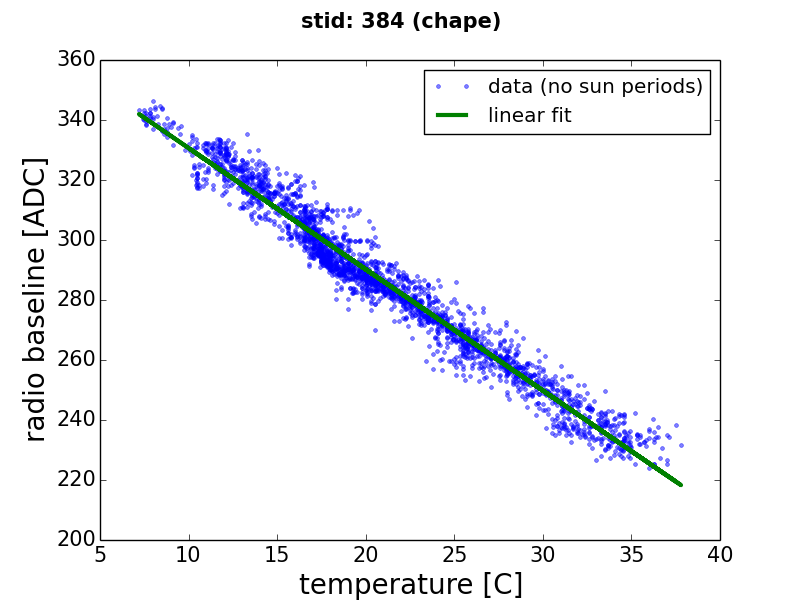 stid: 384 (chape)
360
340
320
300
280
260
240
220
200
radio baseline [ADC]
data (no sun periods)
linear fit
5 10 15 20 25 30 35 40
temperature [C]